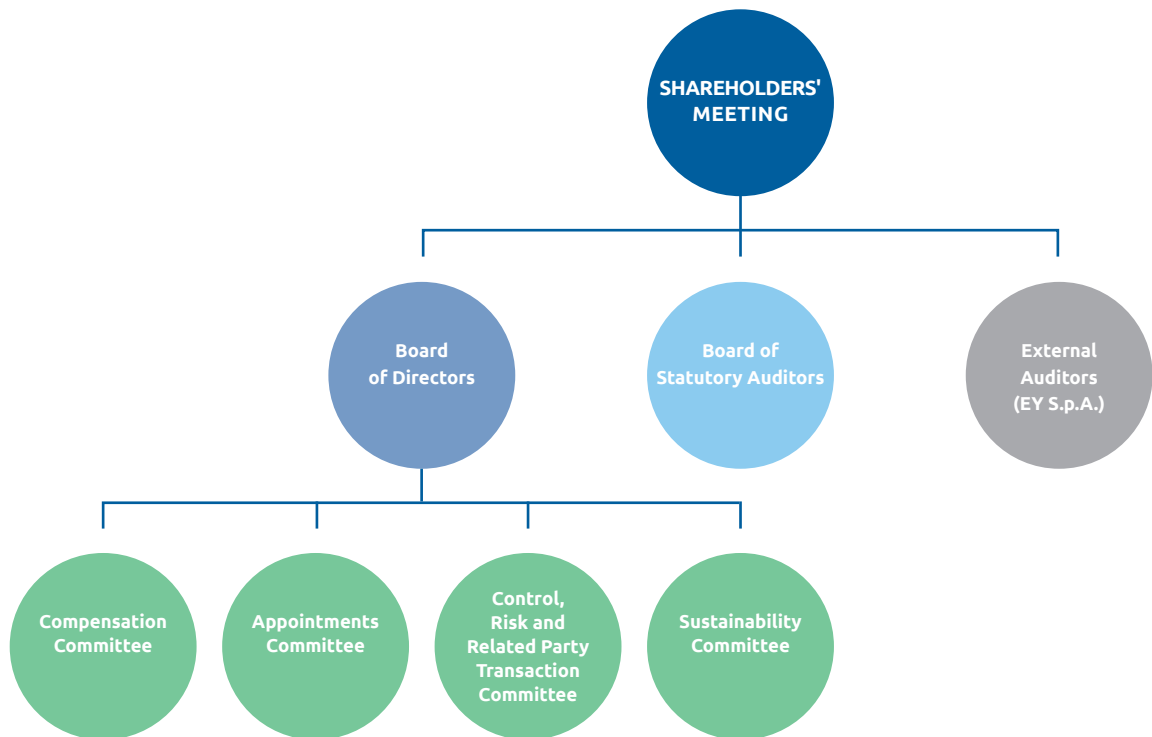 SHAREHOLDERS'
MEETING
Board
of Directors
Board of
Statutory Auditors
External
Auditors
(EY S.p.A.)
Compensation
Committee
Appointments
Committee
Control,
Risk and
Related Party
Transaction
Committee
Sustainability
Committee